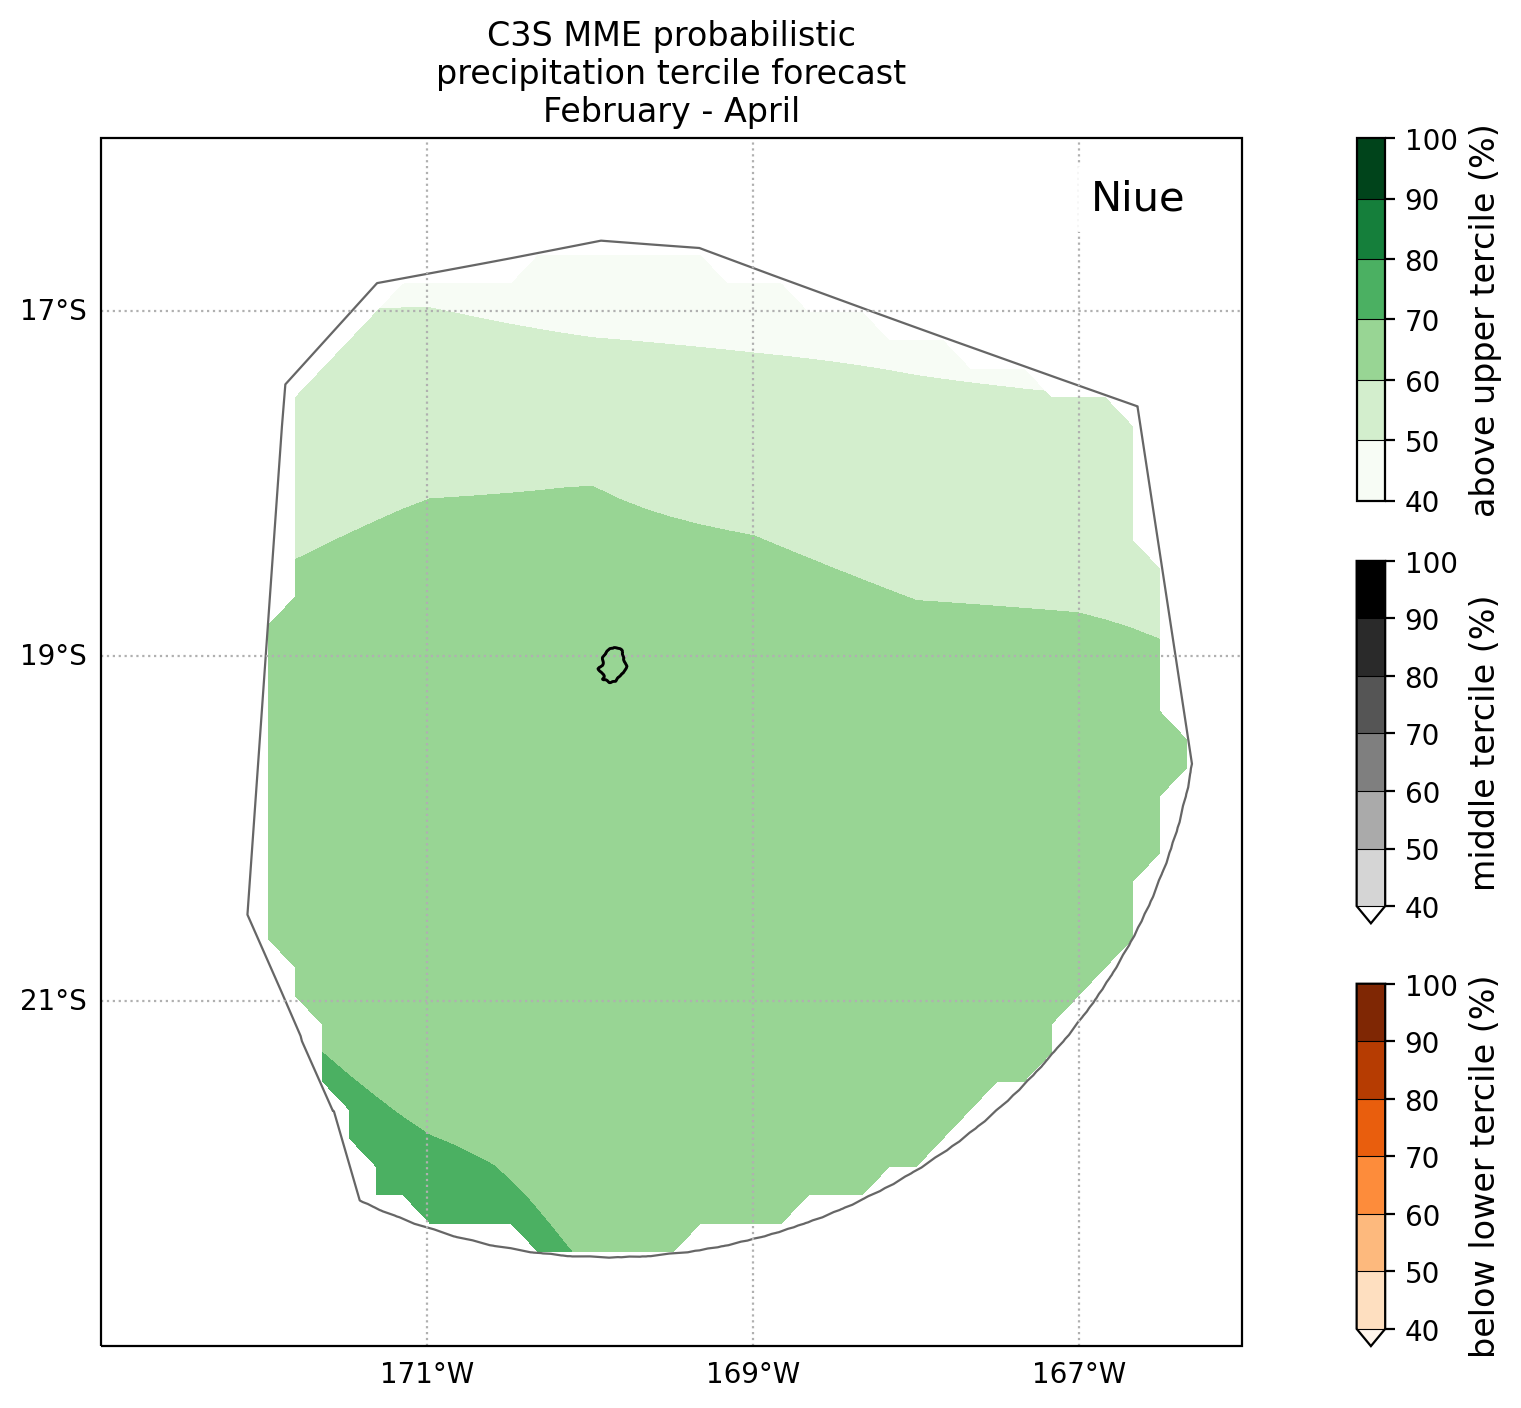 C3S MME probabilistic
precipitation tercile forecast
February - April
Niue
17°S
19°S
21°S
171°W
169°W
167°W
100
90
80
70
60
50
40
above upper tercile (%)
100
90
80
70
60
50
40
middle tercile (%)
100
90
80
70
60
50
40
below lower tercile (%)